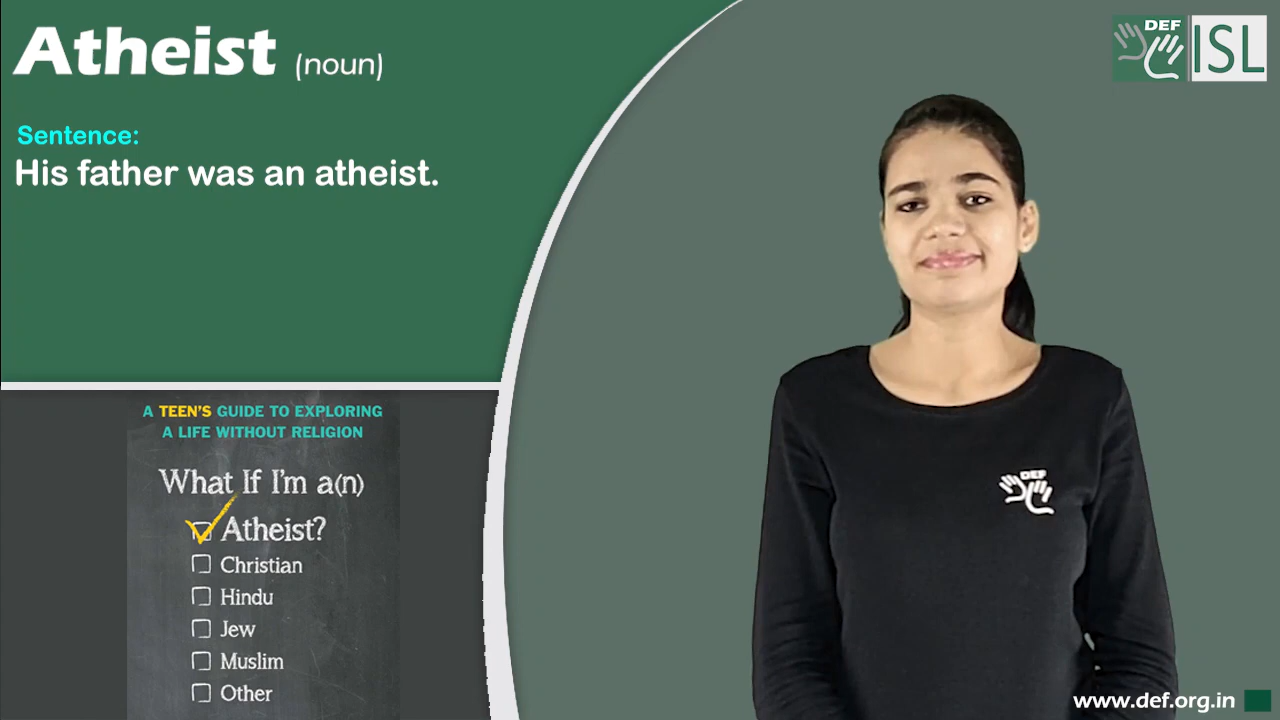 Atheist (noun)
Sentence:
His father was an atheist.
A TEEN'S GUIDE TO EXPLORING
A LIFE WITHOUT RELIGION
What If I'm a(n)
Atheist?
Christian
Hindu
Jew
Muslim
Other
DEF
ISL
DEF
www.def.org.in